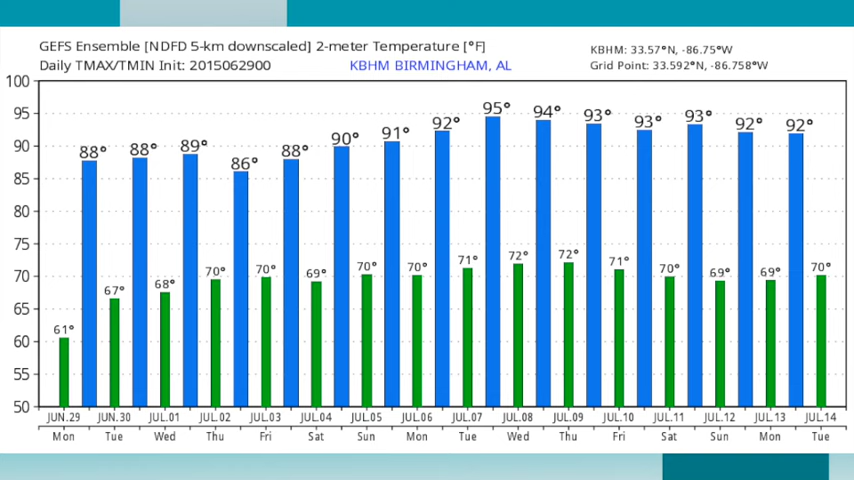 GEFS Ensemble [NDFD 5-km downscaled] 2-meter Temperature [°F]
KBHM: 33.57°N, -86.75°W
Daily TMAX/TMIN Init: 2015062900
KBHM BIRMINGHAM, AL
Grid Point: 33.592°N, -86.758°W
100
95
90
85
80
75
70
65
60
55
50
88° 88° 89° 86° 88° 90° 91° 92° 95° 94° 93° 93° 93° 92° 92°
61° 67° 68° 70° 70° 69° 70° 70° 71° 72° 72° 71° 70° 69° 69° 70°
JUN.29 JUN.30 JUL.01 JUL.02 JUL.03 JUL.04 JUL.05 JUL.06 JUL.07 JUL.08 JUL.09 JUL.10 JUL.11 JUL.12 JUL.13 JUL.14
Mon Tue Wed Thu Fri Sat Sun Mon Tue Wed Thu Fri Sat Sun Mon Tue